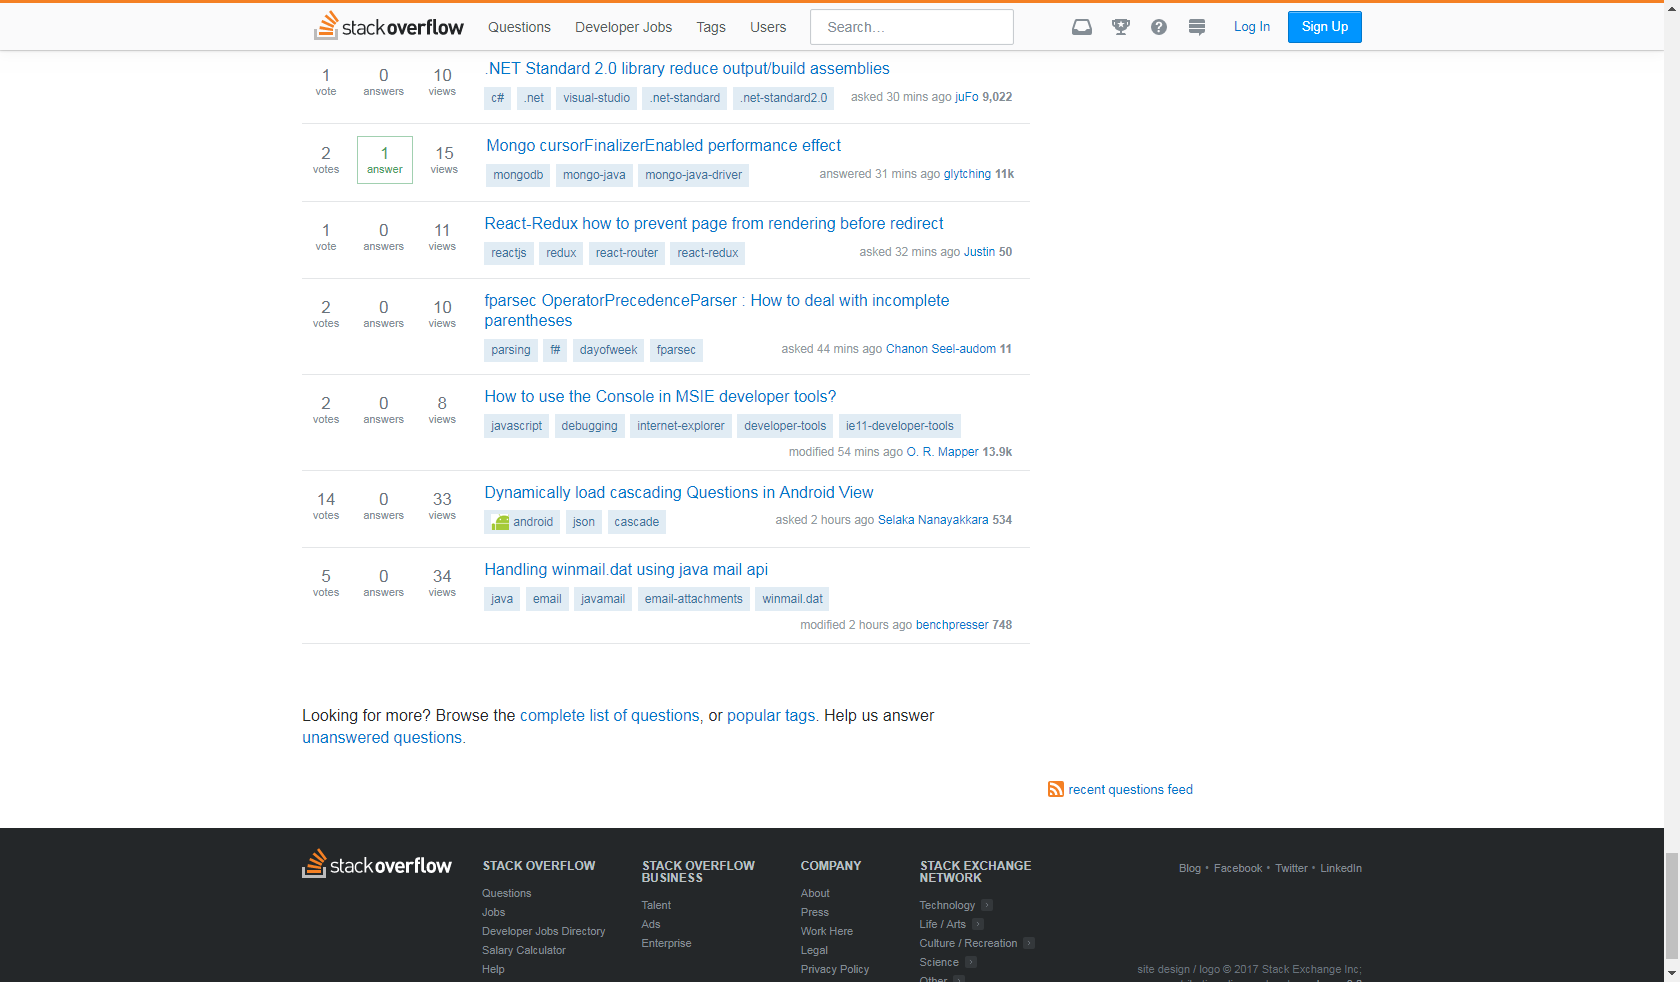 stackoverflow Questions Developer Jobs Tags Users Search... Log In Sign Up
1 0 10 .NET Standard 2.0 library reduce output/build assemblies
vote answers views
c# .net visual-studio .net-standard .net-standard2.0 asked 30 mins ago juFo 9,022
2 1 15 Mongo cursorFinalizerEnabled performance effect
votes answer views
mongodb mongo-java mongo-java-driver answered 31 mins ago glytching 11k
1 0 11 React-Redux how to prevent page from rendering before redirect
vote answers views
reactjs redux react-router react-redux asked 32 mins ago Justin 50
2 0 10 fparsec OperatorPrecedenceParser : How to deal with incomplete
votes answers views parentheses
parsing f# dayofweek fparsec asked 44 mins ago Chanon Seel-audom 11
2 0 8 How to use the Console in MSIE developer tools?
votes answers views
javascript debugging internet-explorer developer-tools ie11-developer-tools
modified 54 mins ago O. R. Mapper 13.9k
14 0 33 Dynamically load cascading Questions in Android View
votes answers views
android json cascade asked 2 hours ago Selaka Nanayakkara 534
5 0 34 Handling winmail.dat using java mail api
votes answers views
java email javamail email-attachments winmail.dat
modified 2 hours ago benchpresser 748
Looking for more? Browse the complete list of questions, or popular tags. Help us answer
unanswered questions.
recent questions feed
stackoverflow
STACK OVERFLOW
Questions
Jobs
Developer Jobs Directory
Salary Calculator
Help
STACK OVERFLOW
BUSINESS
Talent
Ads
Enterprise
COMPANY
About
Press
Work Here
Legal
Privacy Policy
STACK EXCHANGE
NETWORK
Technology
Life / Arts
Culture / Recreation
Science
Other
Blog • Facebook • Twitter • LinkedIn
site design / logo © 2017 Stack Exchange Inc;